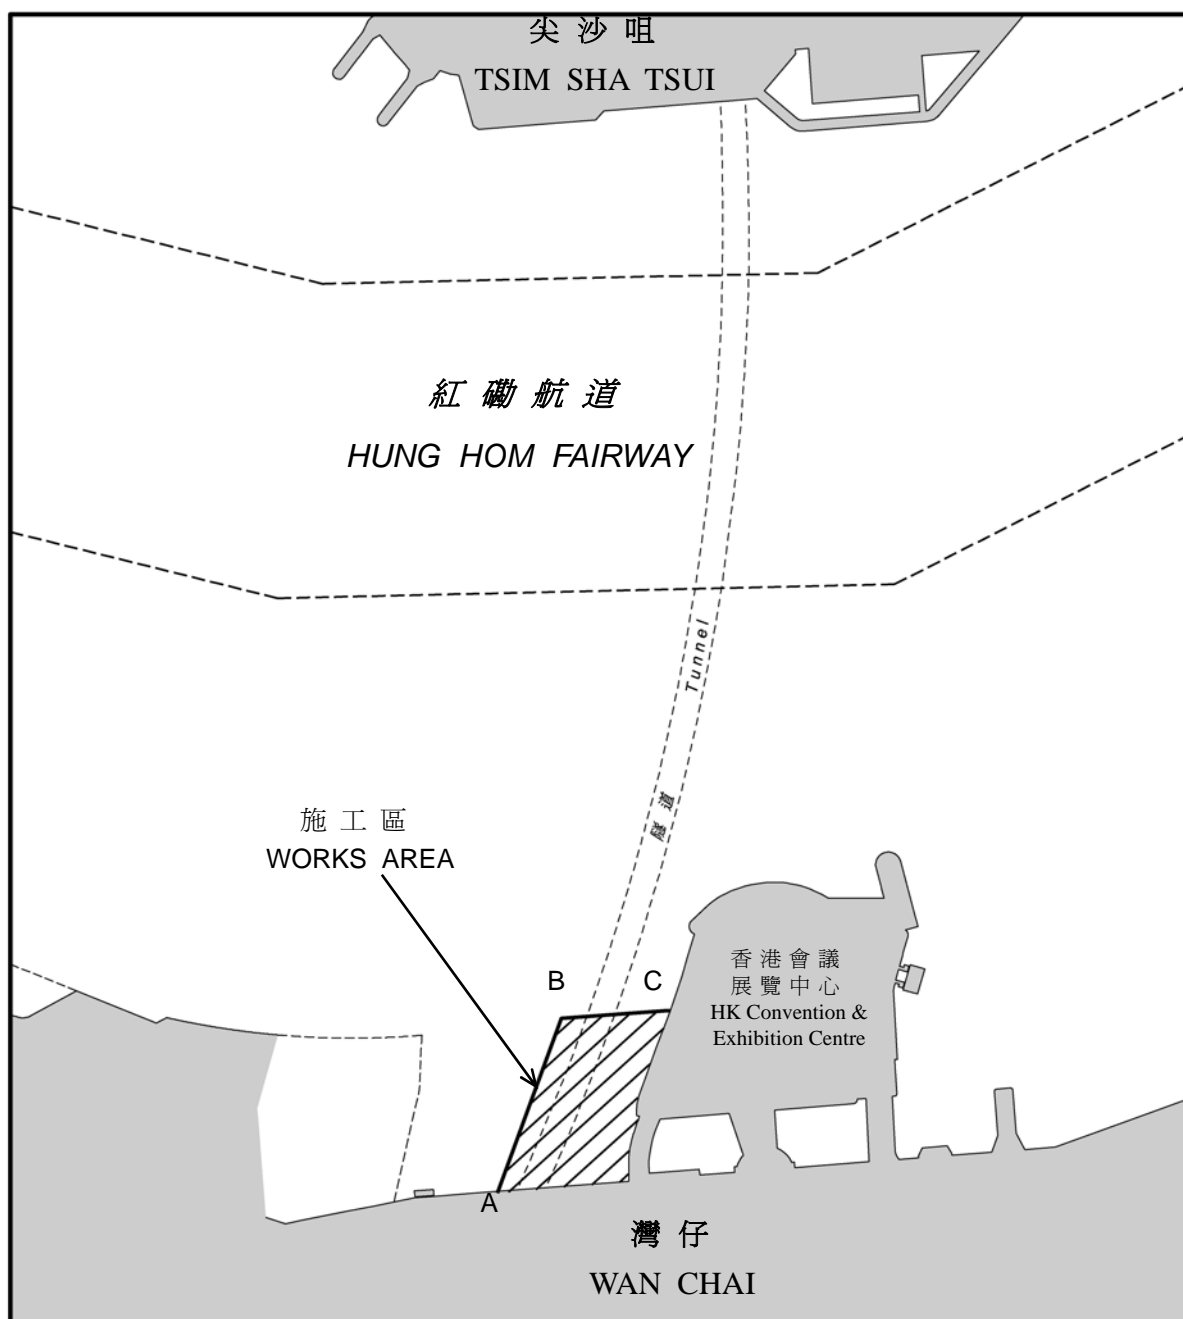 尖沙咀
TSIM SHA TSUI
紅磡航道
HUNG HOM FAIRWAY
Tunnel
隧道
施工區
WORKS AREA
香港會議
展覽中心
HK Convention &
Exhibition Centre
B
C
A
灣仔
WAN CHAI